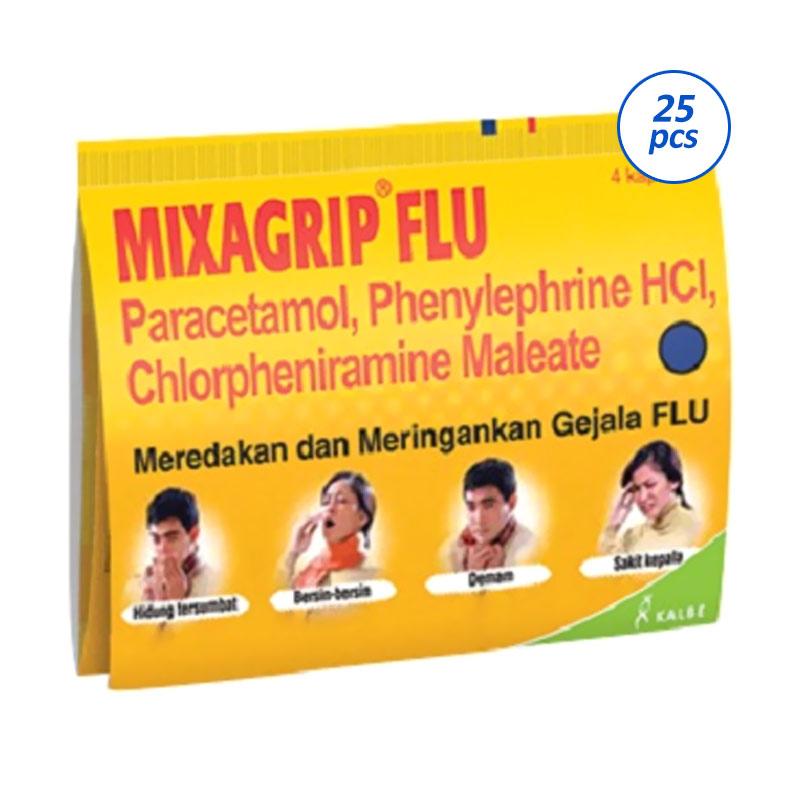 25
pcs
MIXAGRIP® FLU
Paracetamol, Phenylephrine HCl,
Chlorpheniramine Maleate
Meredakan dan Meringankan Gejala FLU
Hidung tersumbat
Bersin-bersin
Demam
Sakit kepala
KALBE